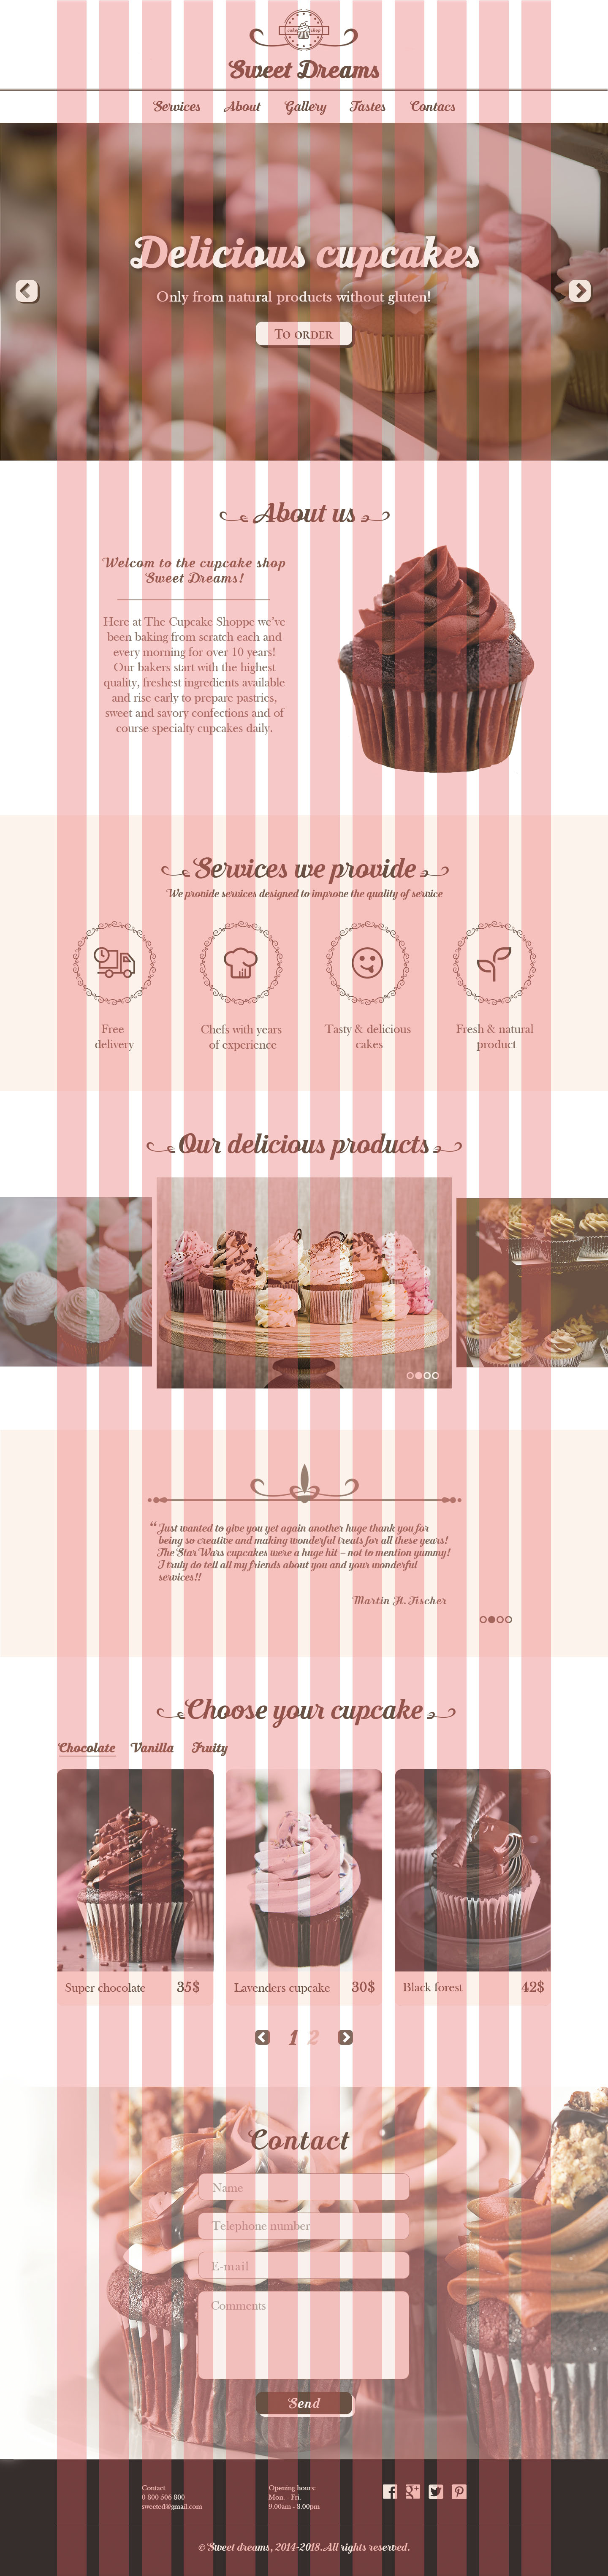 cake shop
Sweet Dreams
Services About Gallery Tastes Contacs
Delicious cupcakes
Only from natural products without gluten!
To order
About us
Welcom to the cupcake shop
Sweet Dreams!
Here at The Cupcake Shoppe we've
been baking from scratch each and
every morning for over 10 years!
Our bakers start with the highest
quality, freshest ingredients available
and rise early to prepare pastries,
sweet and savory confections and of
course specialty cupcakes daily.
Services we provide
We provide services designed to improve the quality of service
Free
delivery
Chefs with years
of experience
Tasty & delicious
cakes
Fresh & natural
product
Our delicious products
“ Just wanted to give you yet again another huge thank you for
being so creative and making wonderful treats for all these years!
The Star Wars cupcakes were a huge hit – not to mention yummy!
I truly do tell all my friends about you and your wonderful
services!!
Martin H. Fischer
Choose your cupcake
Chocolate Vanilla Fruity
Super chocolate 35$
Lavenders cupcake 30$
Black forest 42$
1 2
Contact
Name
Telephone number
E-mail
Comments
Send
Contact
0 800 506 800
sweeted@gmail.com
Opening hours:
Mon. - Fri.
9.00am - 8.00pm
© Sweet dreams, 2014-2018. All rights reserved.